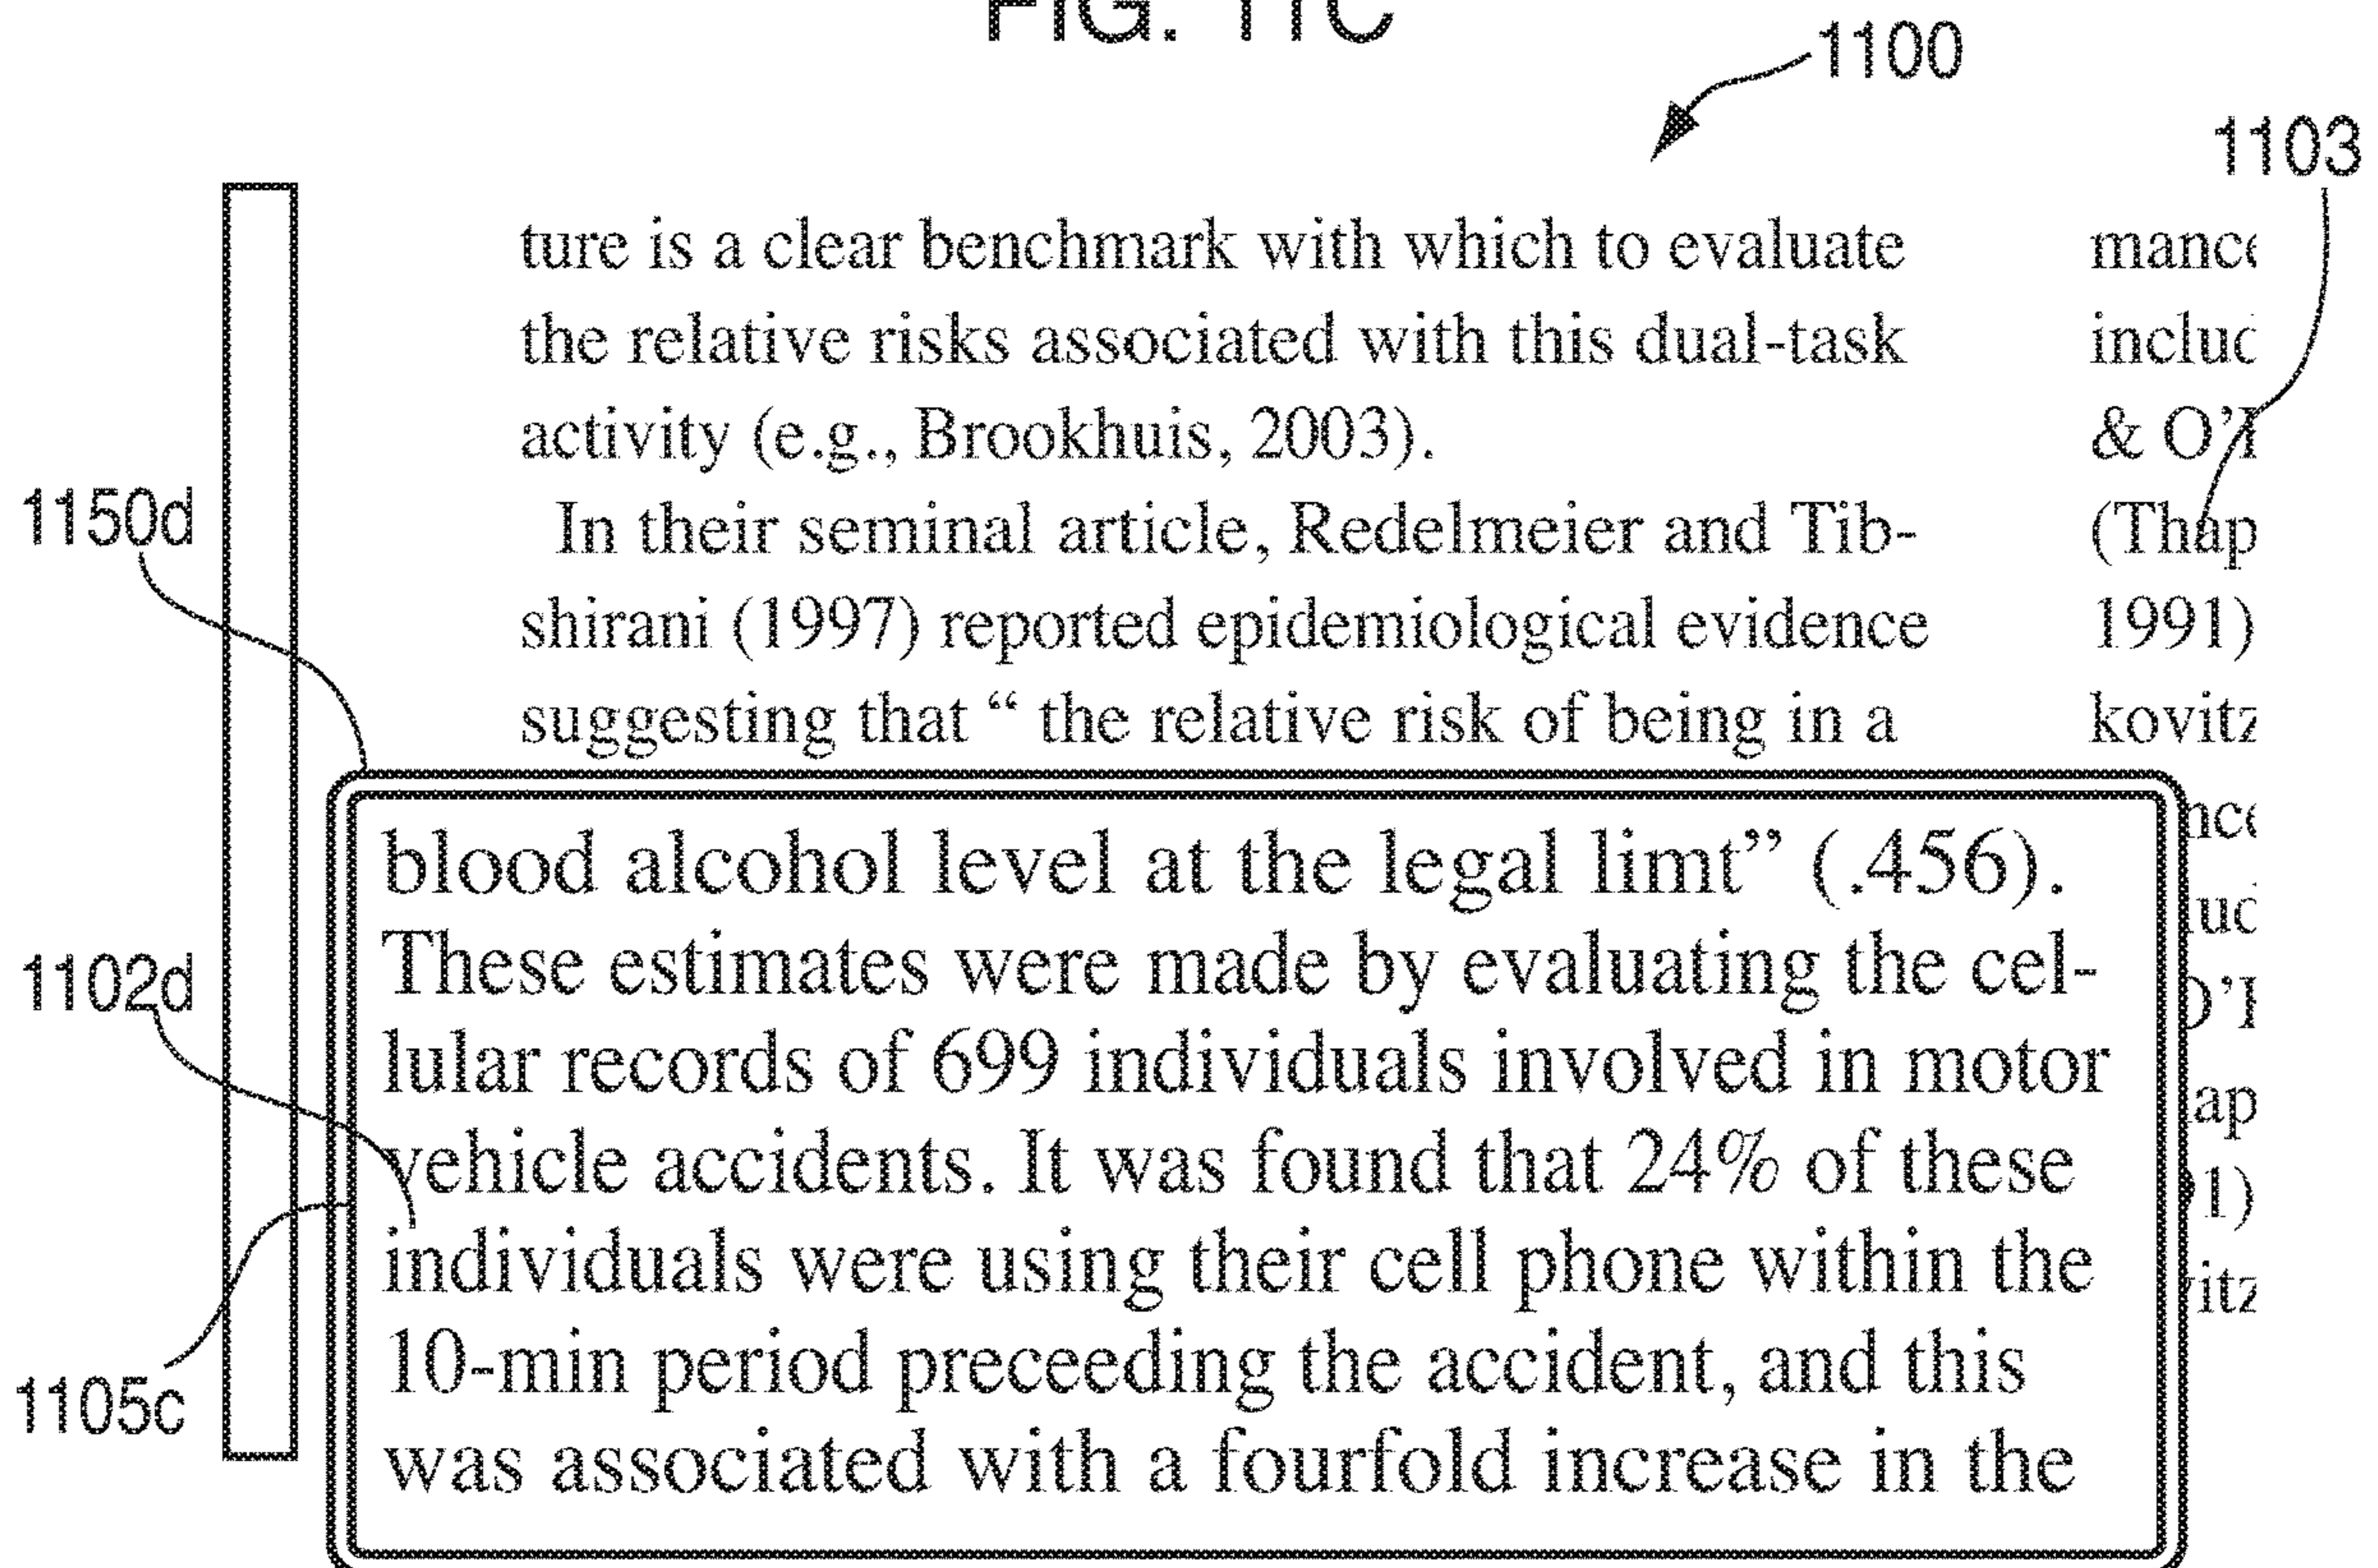 FIG. 11C
1100
1103
ture is a clear benchmark with which to evaluate
the relative risks associated with this dual-task
activity (e.g., Brookhuis, 2003).
In their seminal article, Redelmeier and Tib-
shirani (1997) reported epidemiological evidence
suggesting that “ the relative risk of being in a
1150d
blood alcohol level at the legal limt” (.456).
These estimates were made by evaluating the cel-
lular records of 699 individuals involved in motor
vehicle accidents. It was found that 24% of these
individuals were using their cell phone within the
10-min period preceeding the accident, and this
was associated with a fourfold increase in the
1102d
1105c
1991)
kovitz